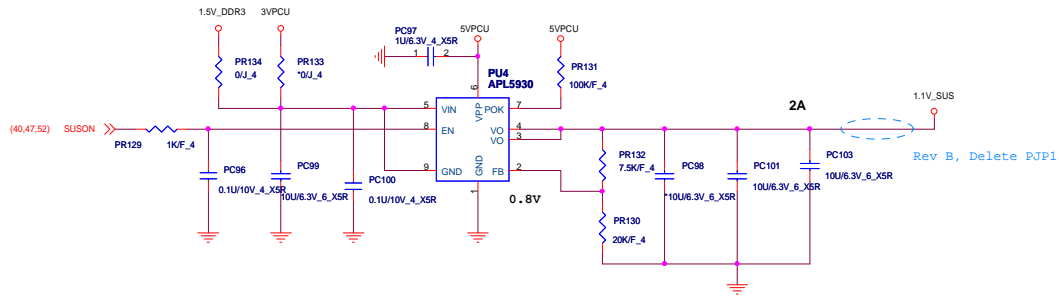 1.5V_DDR3
3VPCU
PR134
0/J_4
PR133
*0/J_4
PC97
1U/6.3V_4_X5R
1
2
5VPCU
5VPCU
PU4
APL5930
PR131
100K/F_4
6
5
VIN
VPP
POK
7
2A
1.1V_SUS
(40,47,52)
SUSON
PR129
1K/F_4
8
EN
VO
4
VO
3
Rev B, Delete PJP1
PC96
0.1U/10V_4_X5R
PC99
10U/6.3V_6_X5R
PC100
0.1U/10V_4_X5R
9
GND
GND
FB
2
1
0.8V
PR132
7.5K/F_4
PR130
20K/F_4
PC98
*10U/6.3V_6_X5R
PC101
10U/6.3V_6_X5R
PC103
10U/6.3V_6_X5R